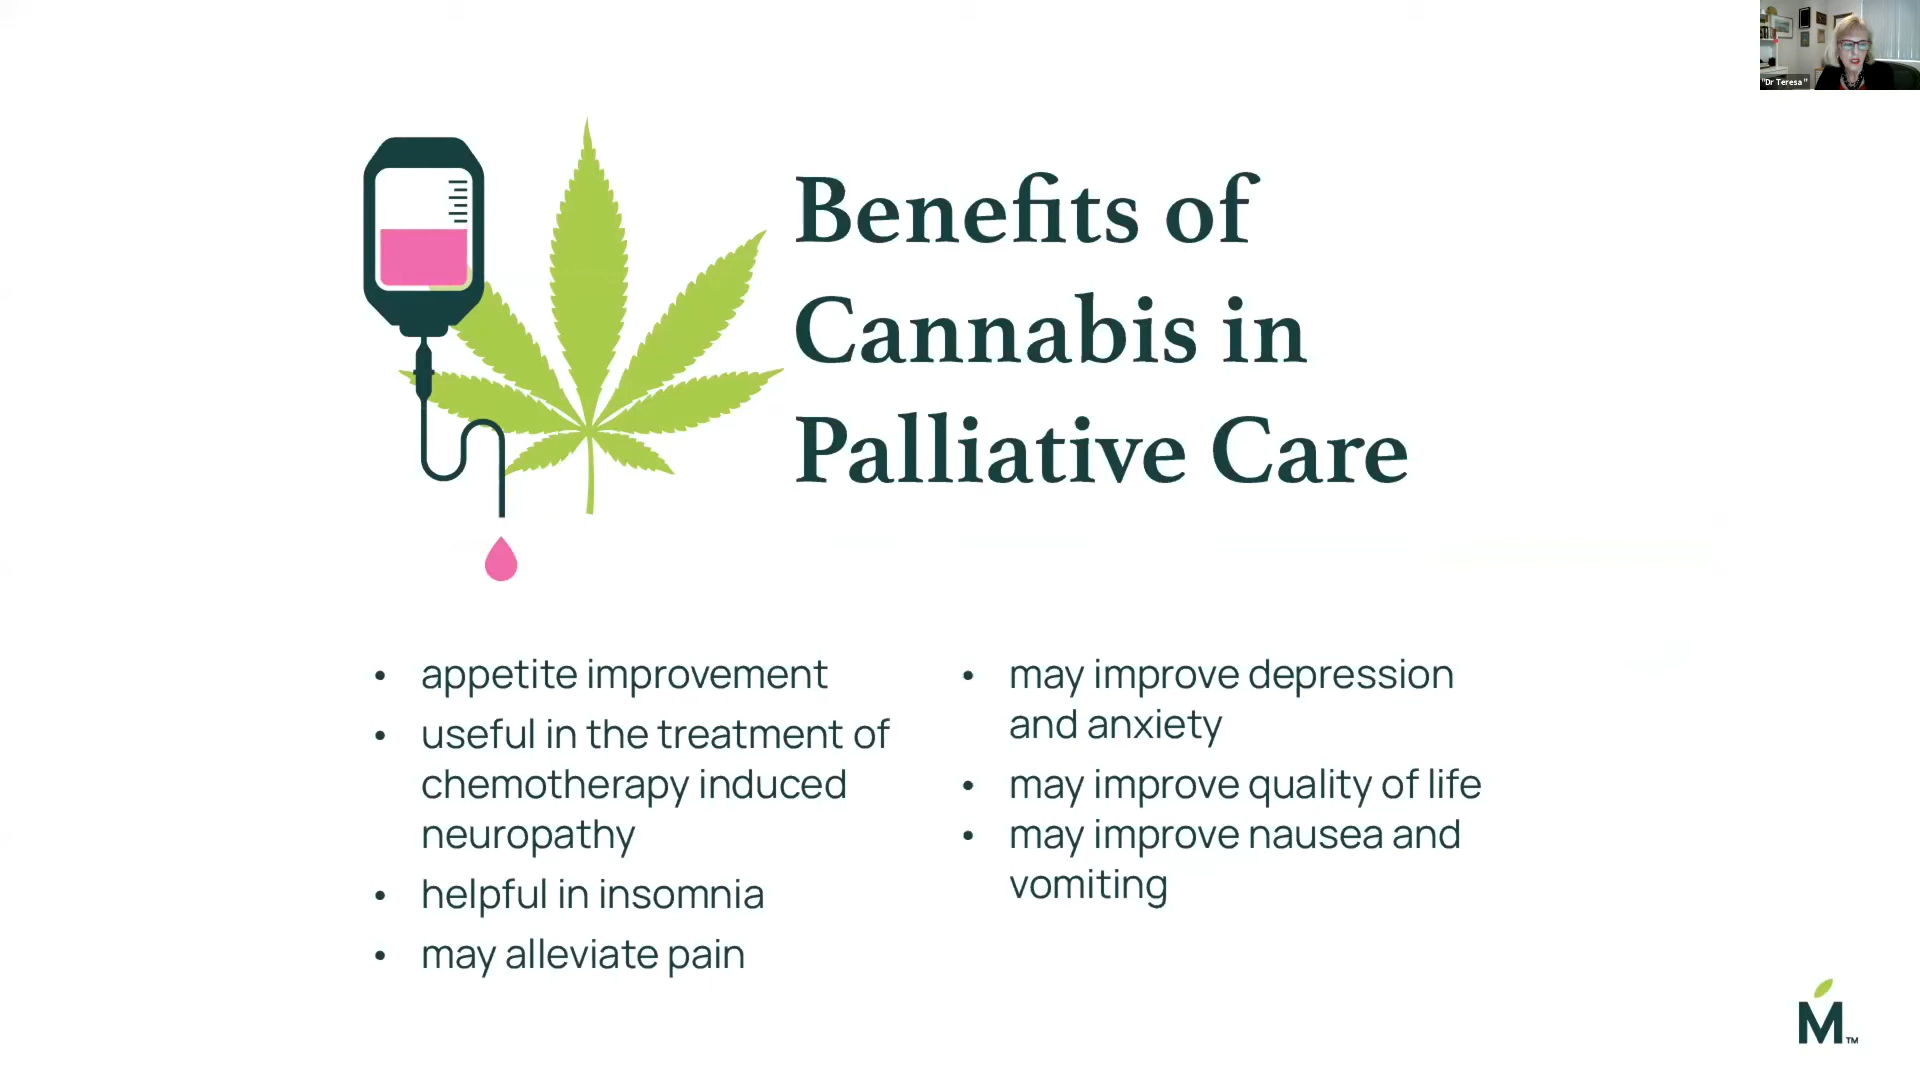 "Dr Teresa "
Benefits of
Cannabis in
Palliative Care
• appetite improvement
• useful in the treatment of
chemotherapy induced
neuropathy
• helpful in insomnia
• may alleviate pain
• may improve depression
and anxiety
• may improve quality of life
• may improve nausea and
vomiting
M™